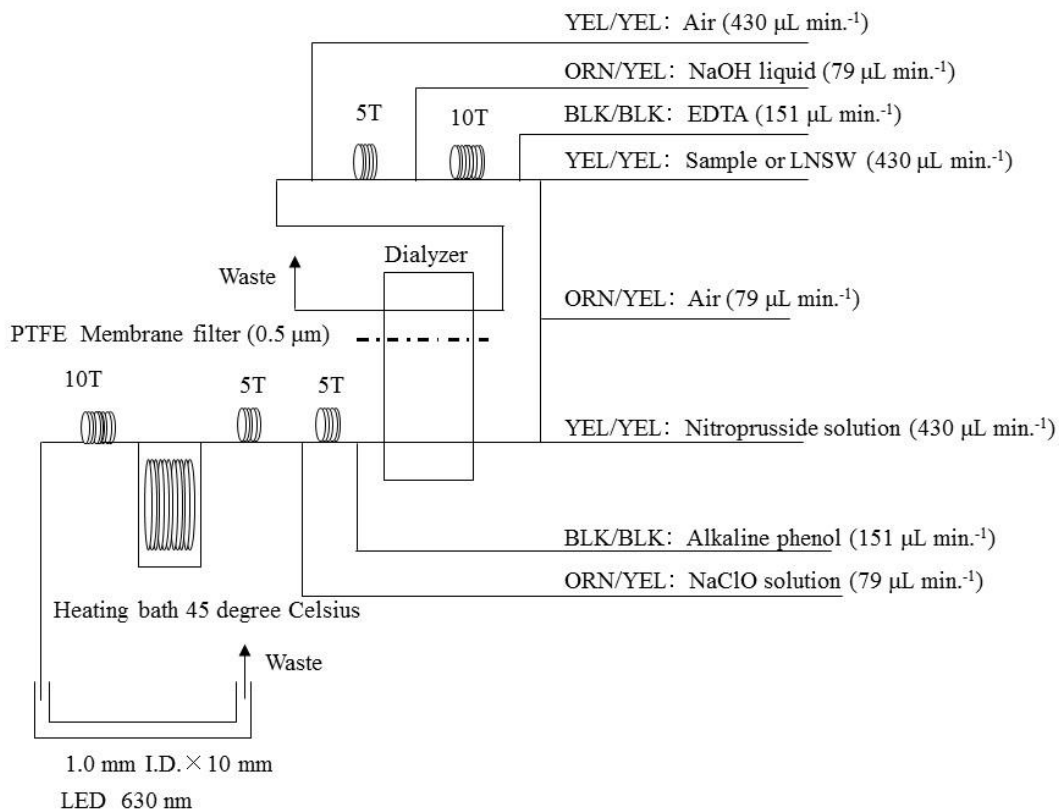 YEL/YEL: Air (430 μL min.⁻¹)
ORN/YEL: NaOH liquid (79 μL min.⁻¹)
5T
10T
BLK/BLK: EDTA (151 μL min.⁻¹)
YEL/YEL: Sample or LNSW (430 μL min.⁻¹)
Dialyzer
Waste
ORN/YEL: Air (79 μL min.⁻¹)
PTFE Membrane filter (0.5 μm)
10T
5T
5T
YEL/YEL: Nitroprusside solution (430 μL min.⁻¹)
BLK/BLK: Alkaline phenol (151 μL min.⁻¹)
ORN/YEL: NaClO solution (79 μL min.⁻¹)
Heating bath 45 degree Celsius
Waste
1.0 mm I.D.×10 mm
LED 630 nm